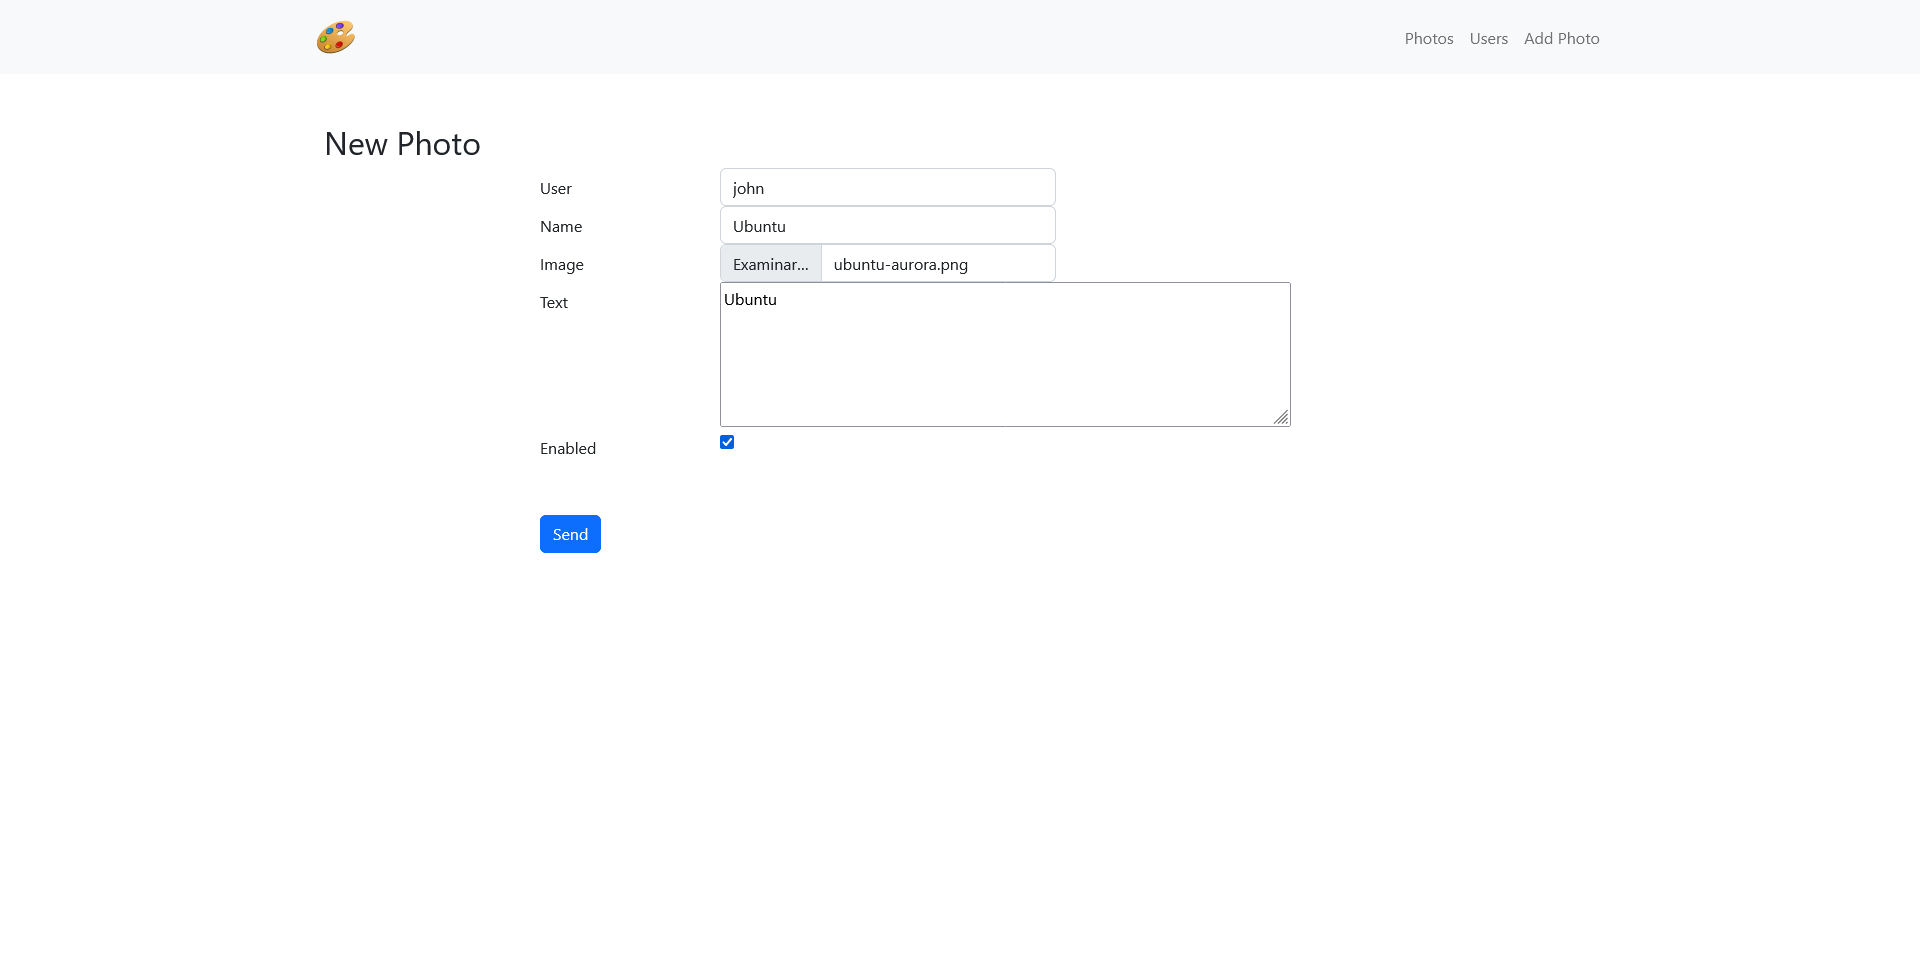 Photos Users Add Photo
New Photo
User john
Name Ubuntu
Image Examinar... ubuntu-aurora.png
Text Ubuntu
Enabled
Send